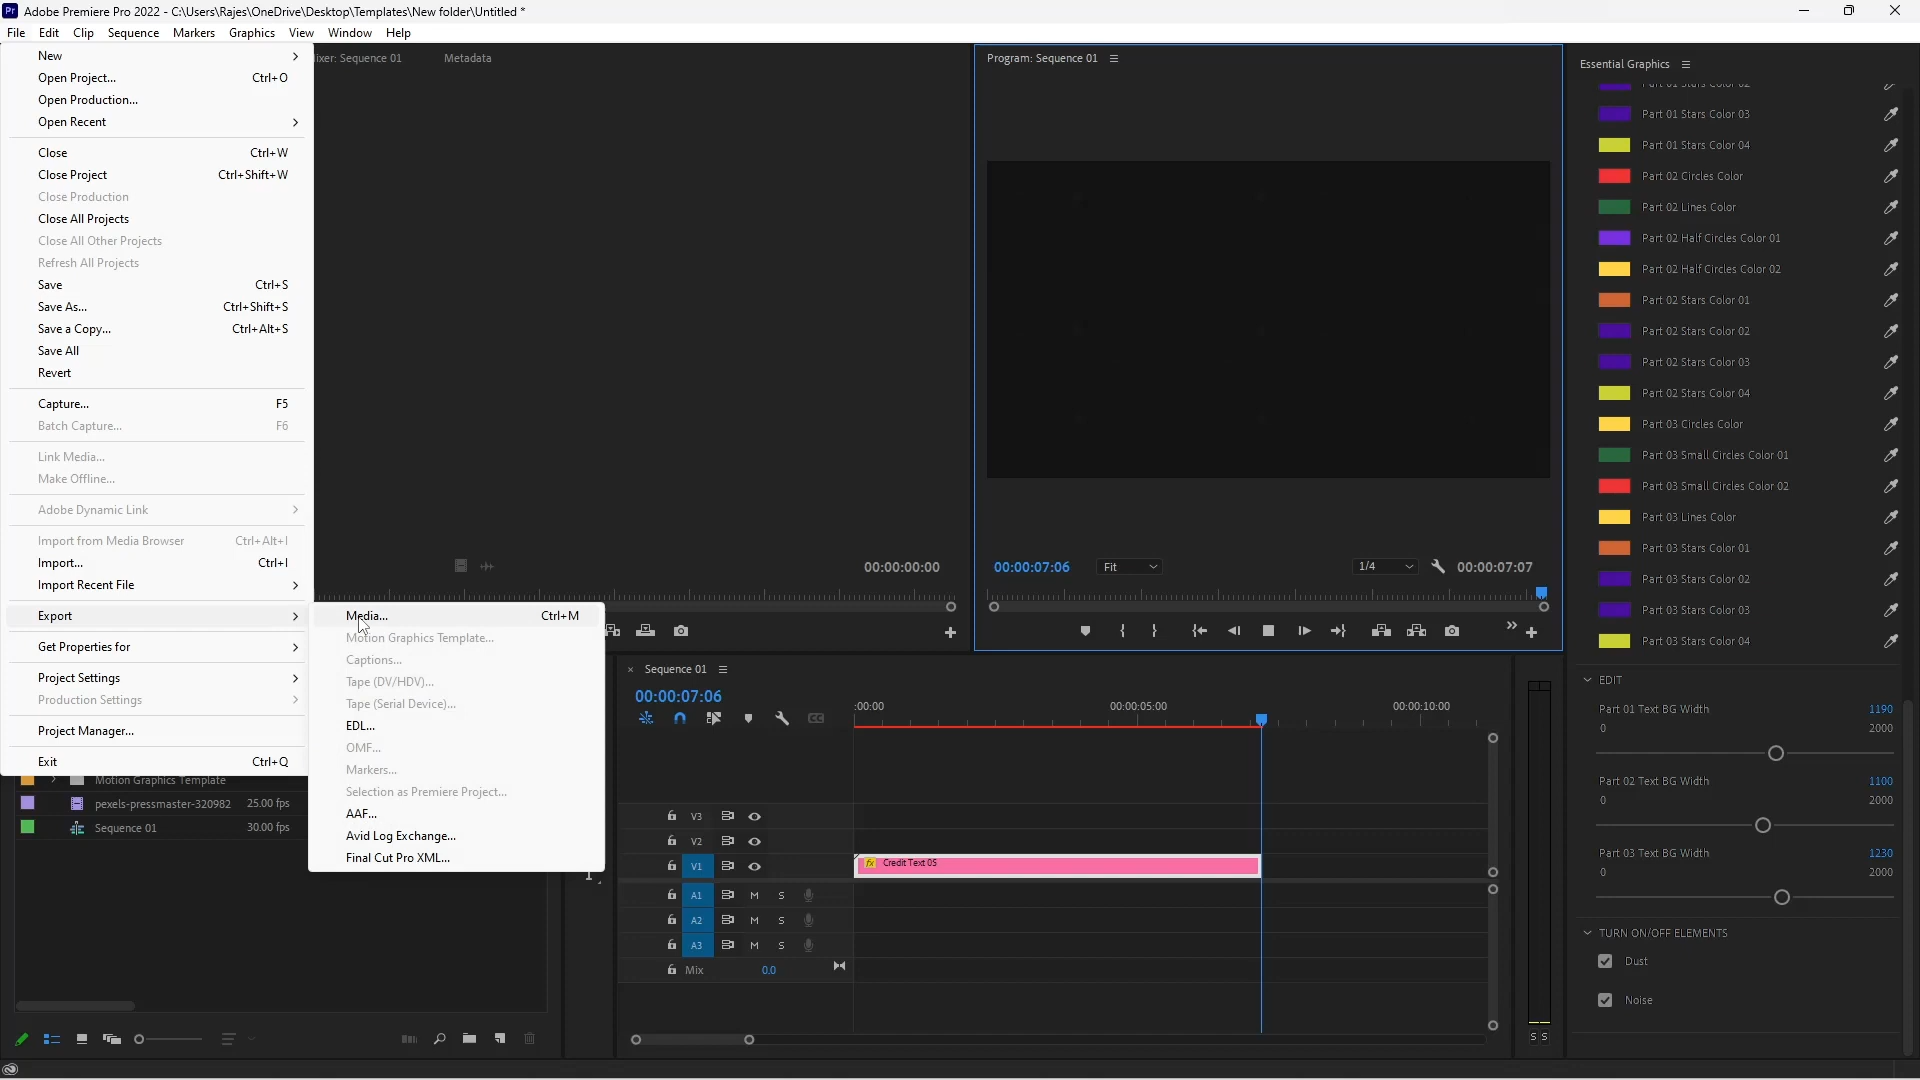 Pr Adobe Premiere Pro 2022 - C:\Users\Rajes\OneDrive\Desktop\Templates\New folder\Untitled *
File Edit Clip Sequence Markers Graphics View Window Help
New
Open Project... Ctrl+O
Open Production...
Open Recent
Close Ctrl+W
Close Project Ctrl+Shift+W
Close Production
Close All Projects
Close All Other Projects
Refresh All Projects
Save Ctrl+S
Save As... Ctrl+Shift+S
Save a Copy... Ctrl+Alt+S
Save All
Revert
Capture... F5
Batch Capture... F6
Link Media...
Make Offline...
Adobe Dynamic Link
Import from Media Browser Ctrl+Alt+I
Import... Ctrl+I
Import Recent File
Export
Get Properties for
Project Settings
Production Settings
Project Manager...
Exit Ctrl+Q
Media... Ctrl+M
Motion Graphics Template...
Captions...
Tape (DV/HDV)...
Tape (Serial Device)...
EDL...
OMF...
Markers...
Selection as Premiere Project...
AAF...
Avid Log Exchange...
Final Cut Pro XML...
ixer: Sequence 01 Metadata
00:00:00:00
Motion Graphics Template
pexels-pressmaster-320982 25.00 fps
Sequence 01 30.00 fps
Program: Sequence 01
00:00:07:06 Fit 1/4 00:00:07:07
× Sequence 01
00:00:07:06
:00:00 00:00:05:00 00:00:10:00
V3
V2
V1
fx Credit Text 05
A1 M S
A2 M S
A3 M S
Mix 0.0
S S
Essential Graphics
Part 01 Stars Color 02
Part 01 Stars Color 03
Part 01 Stars Color 04
Part 02 Circles Color
Part 02 Lines Color
Part 02 Half Circles Color 01
Part 02 Half Circles Color 02
Part 02 Stars Color 01
Part 02 Stars Color 02
Part 02 Stars Color 03
Part 02 Stars Color 04
Part 03 Circles Color
Part 03 Small Circles Color 01
Part 03 Small Circles Color 02
Part 03 Lines Color
Part 03 Stars Color 01
Part 03 Stars Color 02
Part 03 Stars Color 03
Part 03 Stars Color 04
EDIT
Part 01 Text BG Width 1190
0 2000
Part 02 Text BG Width 1100
0 2000
Part 03 Text BG Width 1230
0 2000
TURN ON/OFF ELEMENTS
Dust
Noise